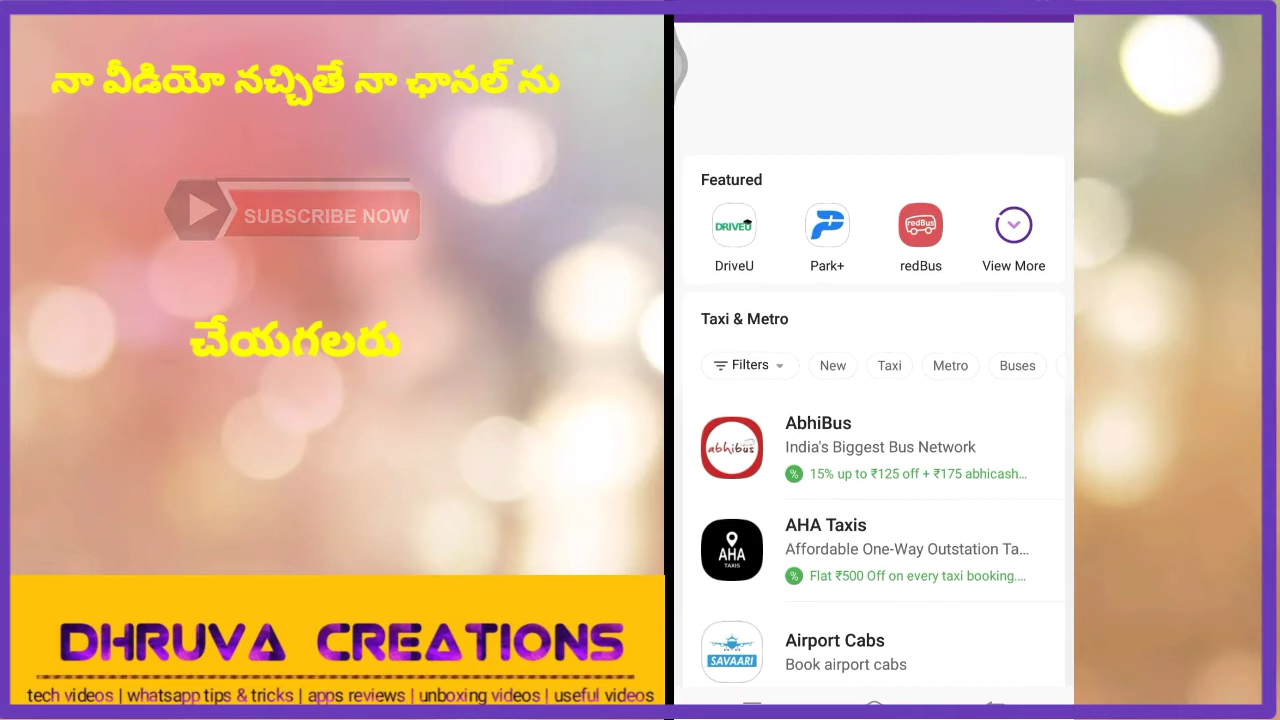 నా వీడియో నచ్చితే నా ఛానల్ ను
SUBSCRIBE NOW
చేయగలరు
DHRUVA CREATIONS
tech videos | whatsapp tips & tricks | apps reviews | unboxing videos | useful videos
Featured
DRIVEU
redBus
DriveU
Park+
redBus
View More
Taxi & Metro
Filters
New
Taxi
Metro
Buses
abhibus
AbhiBus
India's Biggest Bus Network
% 15% up to ₹125 off + ₹175 abhicash...
AHA
TAXIS
AHA Taxis
Affordable One-Way Outstation Ta...
% Flat ₹500 Off on every taxi booking....
SAVAARI
Airport Cabs
Book airport cabs